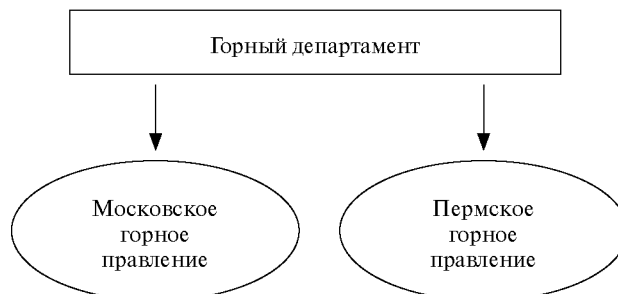 Горный департамент
Московское
горное
правление
Пермское
горное
правление